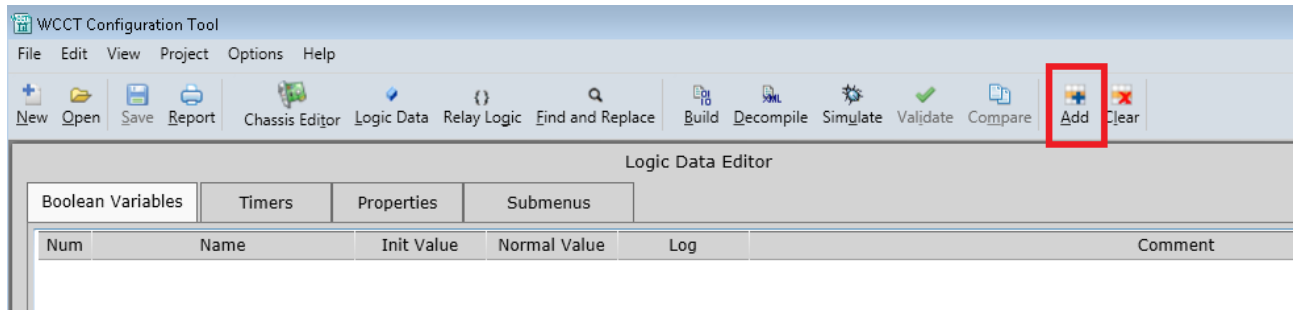 WCCT Configuration Tool
File Edit View Project Options Help
New Open Save Report Chassis Editor Logic Data Relay Logic Find and Replace Build Decompile Simulate Validate Compare Add Clear
Logic Data Editor
Boolean Variables Timers Properties Submenus
Num Name Init Value Normal Value Log Comment